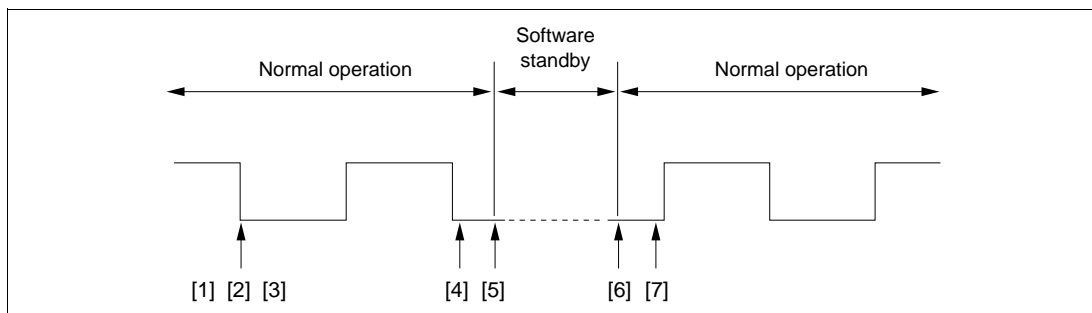 Software
standby
Normal operation
Normal operation
[1] [2] [3]
[4] [5]
[6] [7]